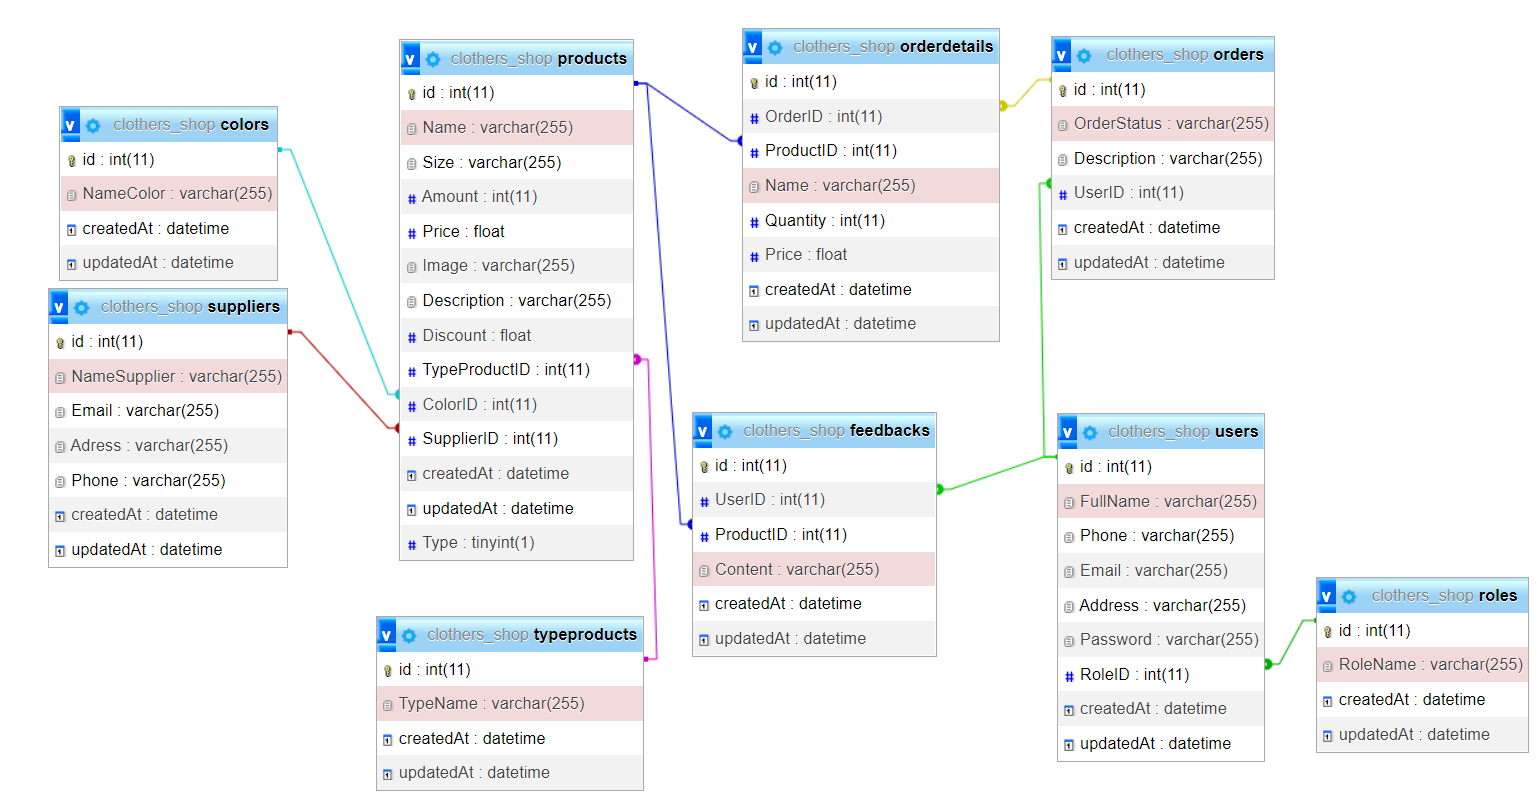 clothers_shop colors
id : int(11)
NameColor : varchar(255)
createdAt : datetime
updatedAt : datetime
clothers_shop suppliers
id : int(11)
NameSupplier : varchar(255)
Email : varchar(255)
Adress : varchar(255)
Phone : varchar(255)
createdAt : datetime
updatedAt : datetime
clothers_shop products
id : int(11)
Name : varchar(255)
Size : varchar(255)
Amount : int(11)
Price : float
Image : varchar(255)
Description : varchar(255)
Discount : float
TypeProductID : int(11)
ColorID : int(11)
SupplierID : int(11)
createdAt : datetime
updatedAt : datetime
Type : tinyint(1)
clothers_shop typeproducts
id : int(11)
TypeName : varchar(255)
createdAt : datetime
updatedAt : datetime
clothers_shop orderdetails
id : int(11)
OrderID : int(11)
ProductID : int(11)
Name : varchar(255)
Quantity : int(11)
Price : float
createdAt : datetime
updatedAt : datetime
clothers_shop feedbacks
id : int(11)
UserID : int(11)
ProductID : int(11)
Content : varchar(255)
createdAt : datetime
updatedAt : datetime
clothers_shop orders
id : int(11)
OrderStatus : varchar(255)
Description : varchar(255)
UserID : int(11)
createdAt : datetime
updatedAt : datetime
clothers_shop users
id : int(11)
FullName : varchar(255)
Phone : varchar(255)
Email : varchar(255)
Address : varchar(255)
Password : varchar(255)
RoleID : int(11)
createdAt : datetime
updatedAt : datetime
clothers_shop roles
id : int(11)
RoleName : varchar(255)
createdAt : datetime
updatedAt : datetime